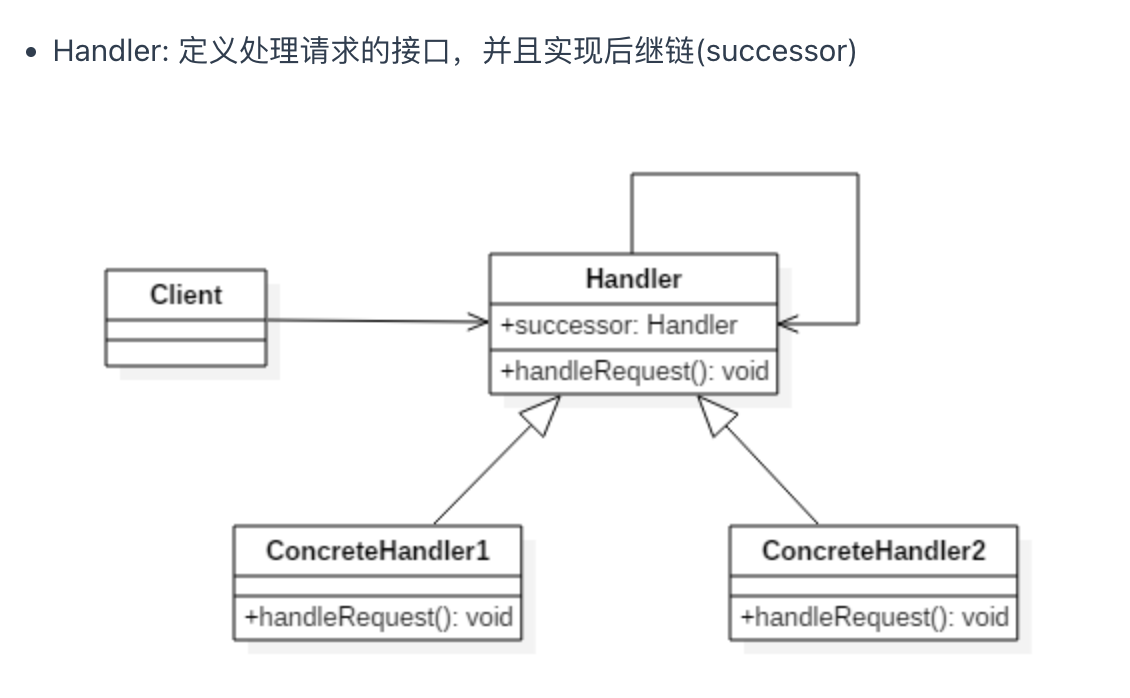 • Handler: 定义处理请求的接口，并且实现后继链(successor)
Client
Handler
+successor: Handler
+handleRequest(): void
ConcreteHandler1
+handleRequest(): void
ConcreteHandler2
+handleRequest(): void